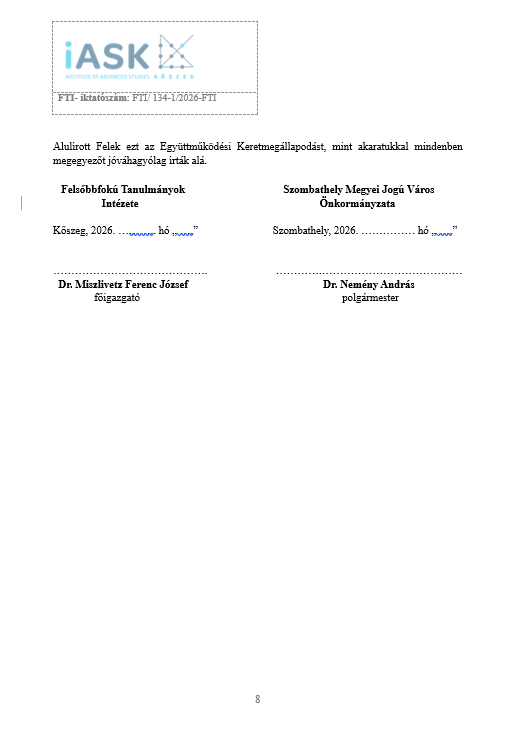 iASK
INSTITUTE OF ADVANCED STUDIES KŐSZEG
FTI- iktatószám: FTI/ 134-1/2026-FTI
Alulírott Felek ezt az Együttműködési Keretmegállapodást, mint akaratukkal mindenben
megegyezőt jóváhagyólag írták alá.
Felsőbbfokú Tanulmányok
Intézete
Kőszeg, 2026. ………. hó „……”
……………………………………..
Dr. Miszlivetz Ferenc József
főigazgató
Szombathely Megyei Jogú Város
Önkormányzata
Szombathely, 2026. …………… hó „……”
………………………………………………
Dr. Nemény András
polgármester
8